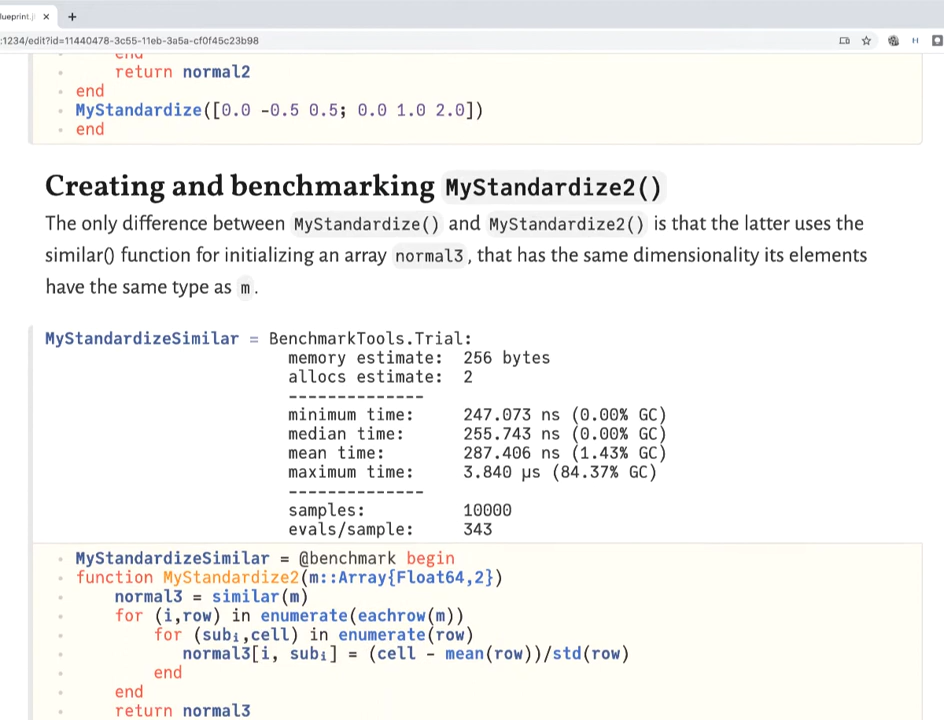 lueprint.j × +
:1234/edit?id=11440478-3c55-11eb-3a5a-cf0f45c23b98
end
return normal2
end
MyStandardize([0.0 -0.5 0.5; 0.0 1.0 2.0])
end
Creating and benchmarking MyStandardize2()
The only difference between MyStandardize() and MyStandardize2() is that the latter uses the
similar() function for initializing an array normal3, that has the same dimensionality its elements
have the same type as m.
MyStandardizeSimilar = BenchmarkTools.Trial:
memory estimate: 256 bytes
allocs estimate: 2
--------------
minimum time: 247.073 ns (0.00% GC)
median time: 255.743 ns (0.00% GC)
mean time: 287.406 ns (1.43% GC)
maximum time: 3.840 μs (84.37% GC)
--------------
samples: 10000
evals/sample: 343
MyStandardizeSimilar = @benchmark begin
function MyStandardize2(m::Array{Float64,2})
normal3 = similar(m)
for (i,row) in enumerate(eachrow(m))
for (subᵢ,cell) in enumerate(row)
normal3[i, subᵢ] = (cell - mean(row))/std(row)
end
end
return normal3